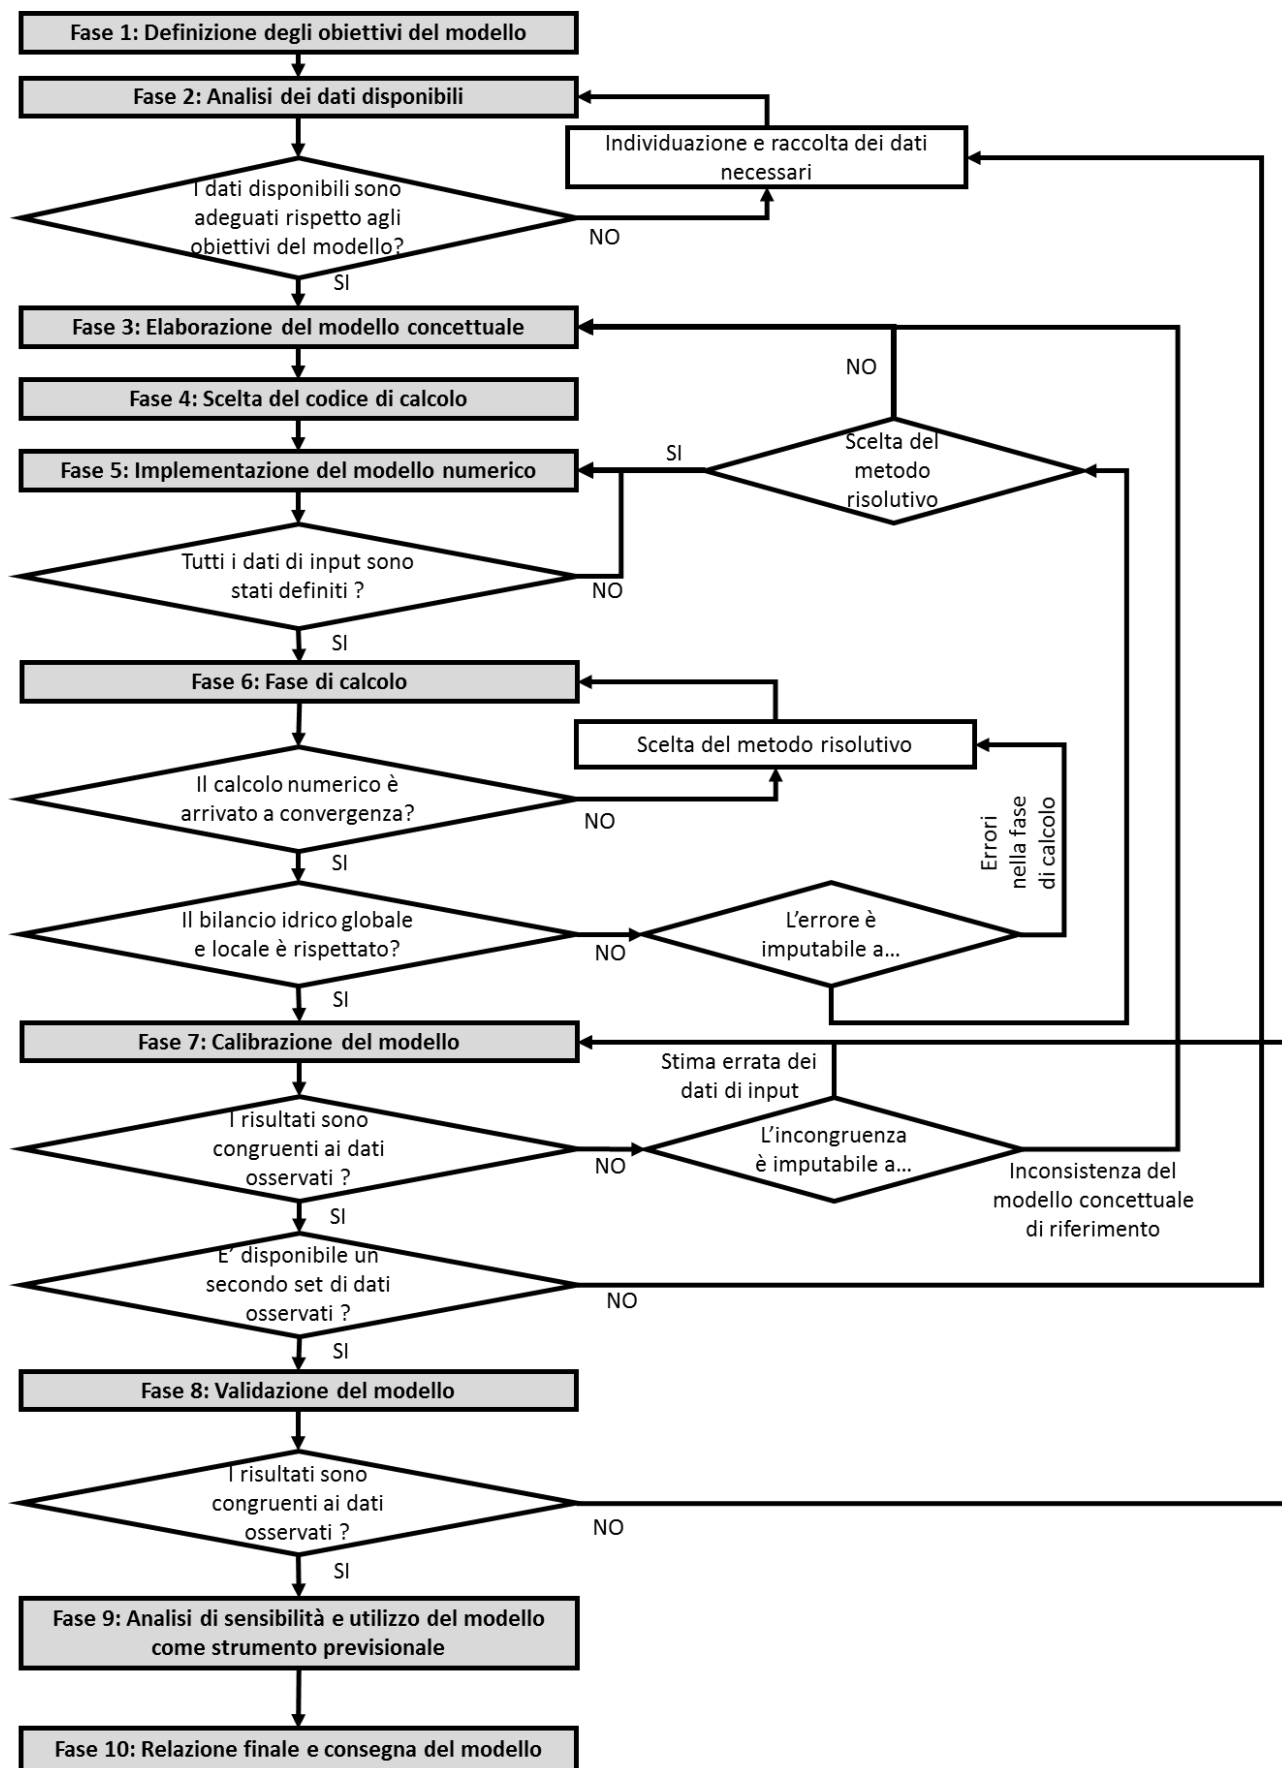 Fase 1: Definizione degli obiettivi del modello
Fase 2: Analisi dei dati disponibili
Individuazione e raccolta dei dati
necessari
I dati disponibili sono
adeguati rispetto agli
obiettivi del modello?
NO
SI
Fase 3: Elaborazione del modello concettuale
NO
Fase 4: Scelta del codice di calcolo
Scelta del
metodo
risolutivo
SI
Fase 5: Implementazione del modello numerico
Tutti i dati di input sono
stati definiti ?
NO
SI
Fase 6: Fase di calcolo
Scelta del metodo risolutivo
Il calcolo numerico è
arrivato a convergenza?
NO
Errori
nella fase
di calcolo
SI
Il bilancio idrico globale
e locale è rispettato?
NO
L’errore è
imputabile a...
SI
Fase 7: Calibrazione del modello
Stima errata dei
dati di input
I risultati sono
congruenti ai dati
osservati ?
NO
L’incongruenza
è imputabile a...
Inconsistenza del
modello concettuale
di riferimento
SI
E’ disponibile un
secondo set di dati
osservati ?
NO
SI
Fase 8: Validazione del modello
I risultati sono
congruenti ai dati
osservati ?
NO
SI
Fase 9: Analisi di sensibilità e utilizzo del modello
come strumento previsionale
Fase 10: Relazione finale e consegna del modello